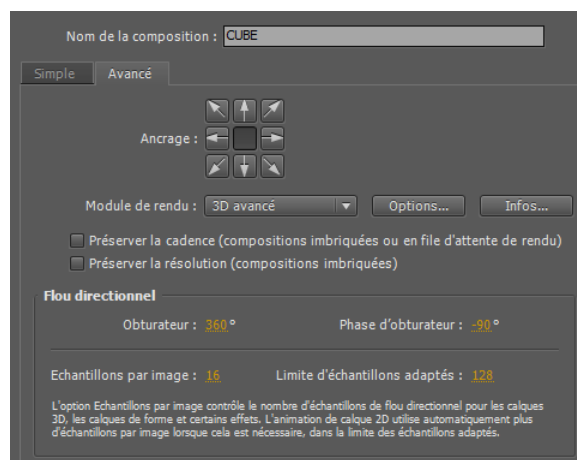 Nom de la composition : CUBE
Simple Avancé
Ancrage :
Module de rendu : 3D avancé Options... Infos...
Préserver la cadence (compositions imbriquées ou en file d'attente de rendu)
Préserver la résolution (compositions imbriquées)
Flou directionnel
Obturateur : 360 ° Phase d'obturateur : -90 °
Echantillons par image : 16 Limite d'échantillons adaptés : 128
L'option Echantillons par image contrôle le nombre d'échantillons de flou directionnel pour les calques
3D, les calques de forme et certains effets. L'animation de calque 2D utilise automatiquement plus
d'échantillons par image lorsque cela est nécessaire, dans la limite des échantillons adaptés.